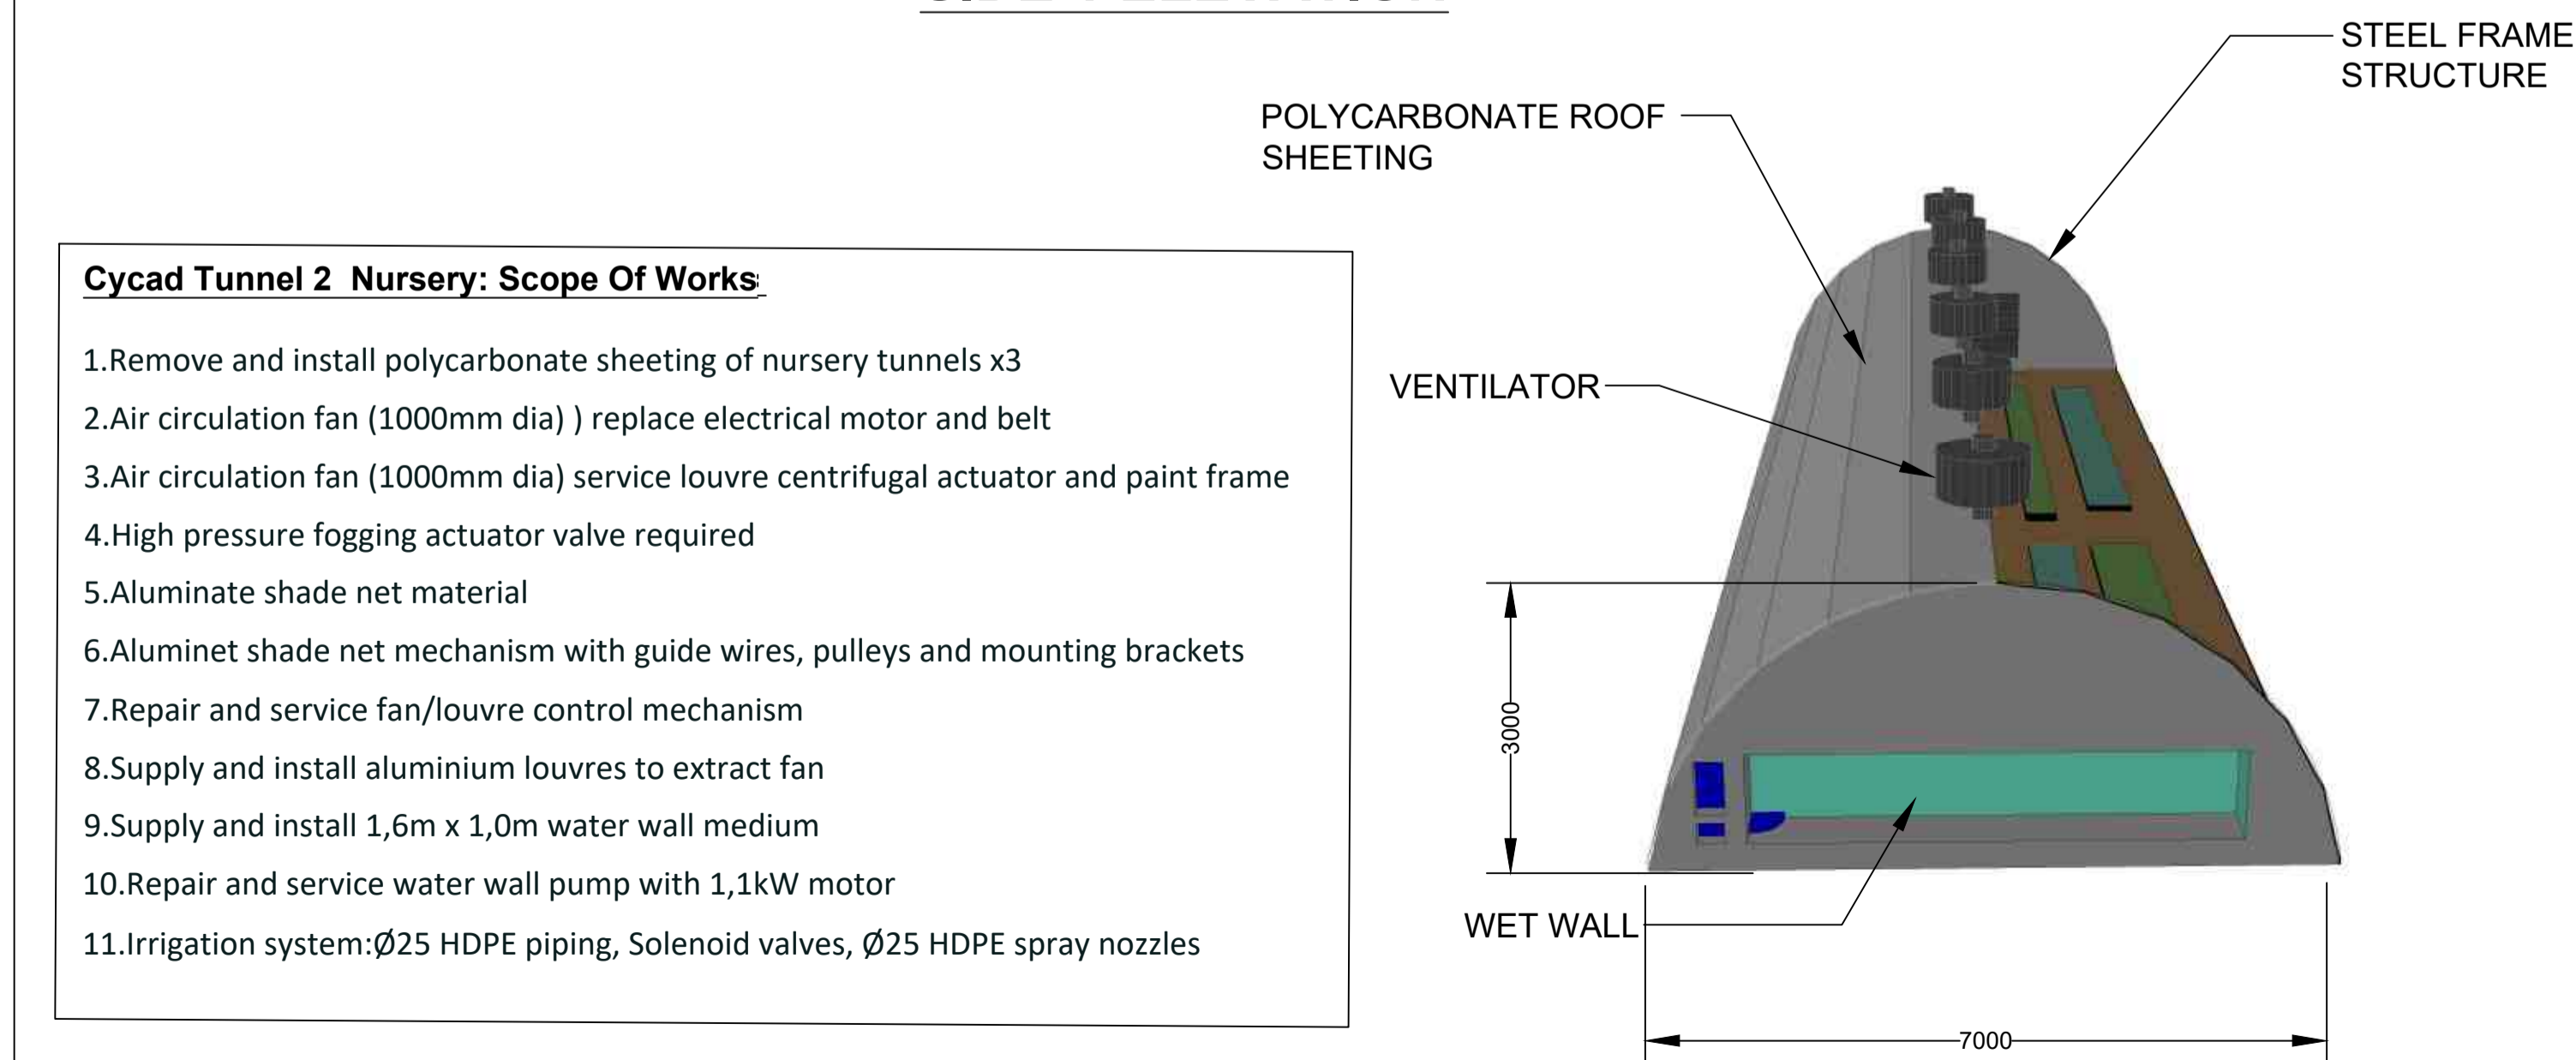 STEEL FRAME
STRUCTURE
POLYCARBONATE ROOF
SHEETING
VENTILATOR
Cycad Tunnel 2 Nursery: Scope Of Works:
1.Remove and install polycarbonate sheeting of nursery tunnels x3
2.Air circulation fan (1000mm dia) ) replace electrical motor and belt
3.Air circulation fan (1000mm dia) service louvre centrifugal actuator and paint frame
4.High pressure fogging actuator valve required
5.Aluminate shade net material
6.Aluminet shade net mechanism with guide wires, pulleys and mounting brackets
7.Repair and service fan/louvre control mechanism
8.Supply and install aluminium louvres to extract fan
9.Supply and install 1,6m x 1,0m water wall medium
10.Repair and service water wall pump with 1,1kW motor
11.Irrigation system:Ø25 HDPE piping, Solenoid valves, Ø25 HDPE spray nozzles
3000
WET WALL
7000